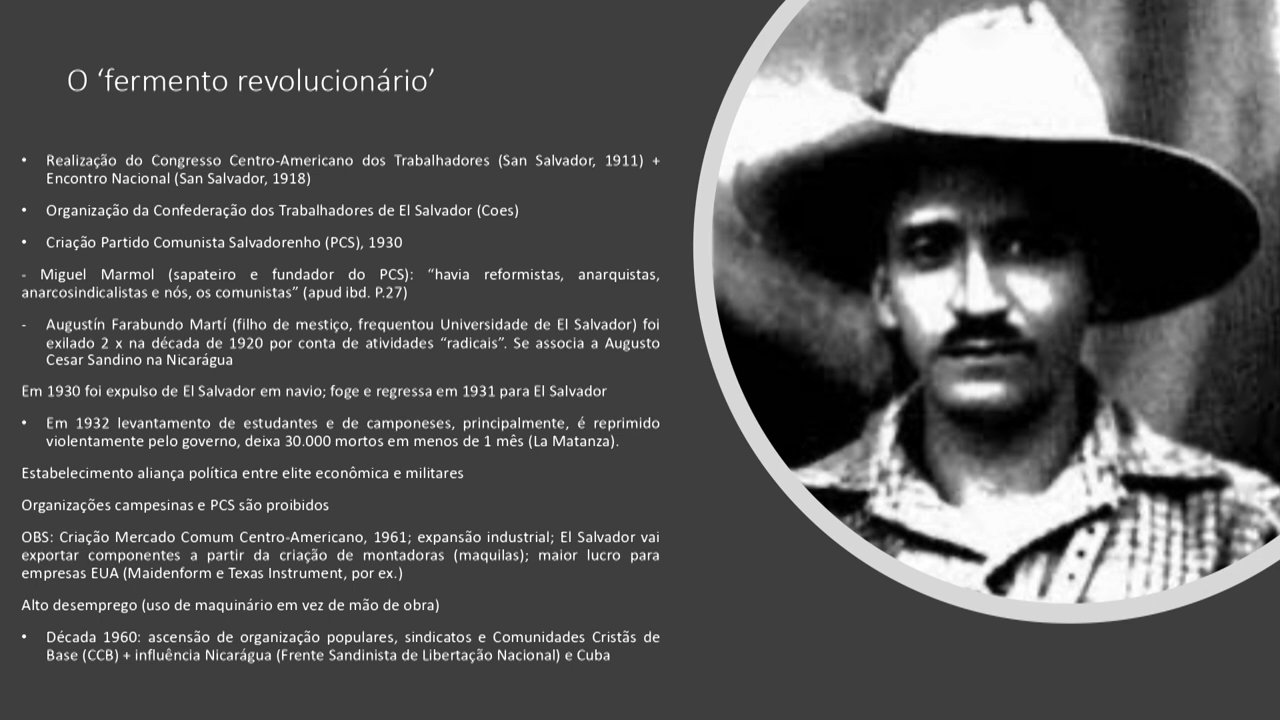 O ‘fermento revolucionário’
• Realização do Congresso Centro-Americano dos Trabalhadores (San Salvador, 1911) +
Encontro Nacional (San Salvador, 1918)
• Organização da Confederação dos Trabalhadores de El Salvador (Coes)
• Criação Partido Comunista Salvadorenho (PCS), 1930
- Miguel Marmol (sapateiro e fundador do PCS): “havia reformistas, anarquistas,
anarcosindicalistas e nós, os comunistas” (apud ibd. P.27)
- Augustín Farabundo Martí (filho de mestiço, frequentou Universidade de El Salvador) foi
exilado 2 x na década de 1920 por conta de atividades “radicais”. Se associa a Augusto
Cesar Sandino na Nicarágua
Em 1930 foi expulso de El Salvador em navio; foge e regressa em 1931 para El Salvador
• Em 1932 levantamento de estudantes e de camponeses, principalmente, é reprimido
violentamente pelo governo, deixa 30.000 mortos em menos de 1 mês (La Matanza).
Estabelecimento aliança política entre elite econômica e militares
Organizações campesinas e PCS são proibidos
OBS: Criação Mercado Comum Centro-Americano, 1961; expansão industrial; El Salvador vai
exportar componentes a partir da criação de montadoras (maquilas); maior lucro para
empresas EUA (Maidenform e Texas Instrument, por ex.)
Alto desemprego (uso de maquinário em vez de mão de obra)
• Década 1960: ascensão de organização populares, sindicatos e Comunidades Cristãs de
Base (CCB) + influência Nicarágua (Frente Sandinista de Libertação Nacional) e Cuba